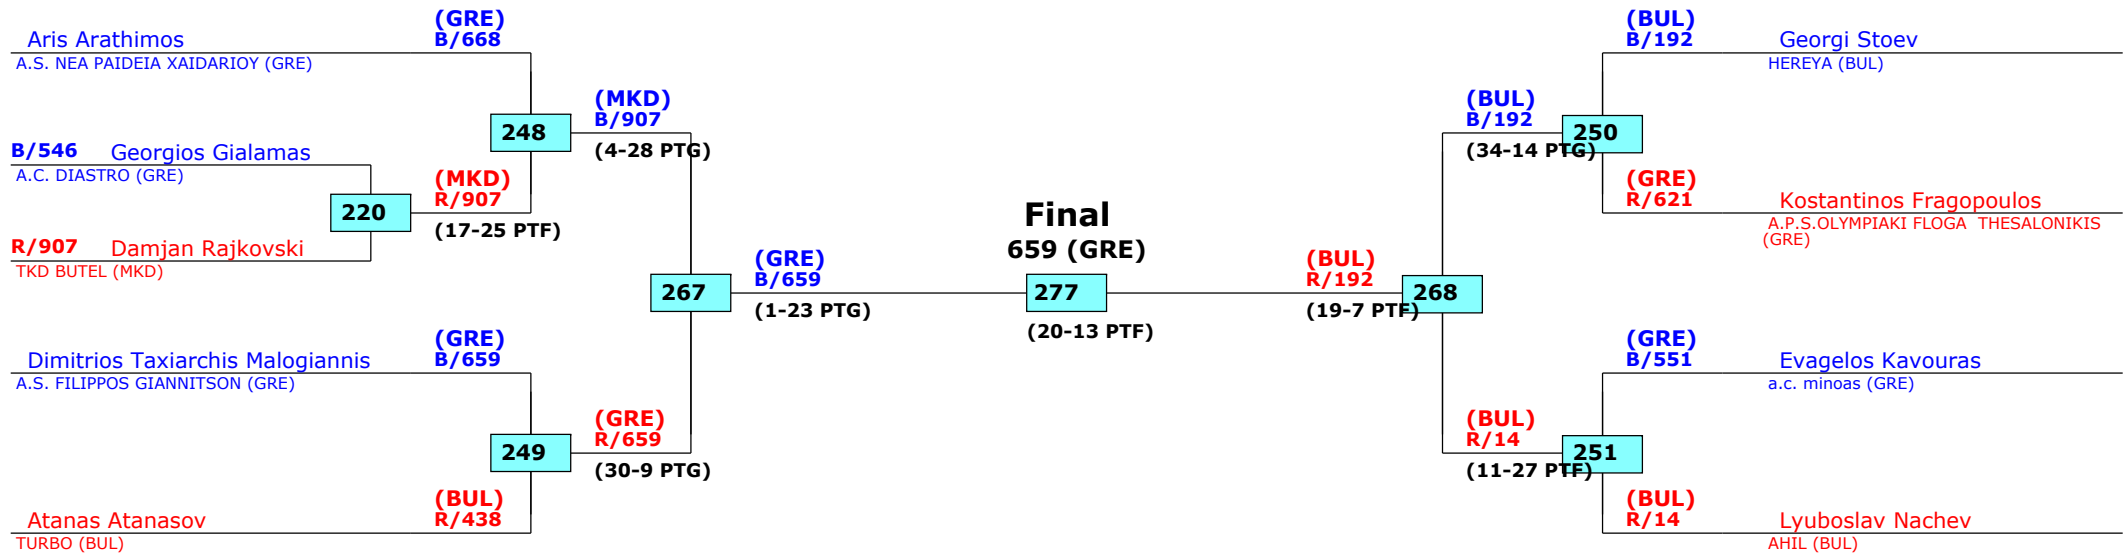 (GRE)
Aris Arathimos B/668
A.S. NEA PAIDEIA XAIDARIOY (GRE)
(MKD)
B/907
248
(4-28 PTG)
B/546 Georgios Gialamas
A.C. DIASTRO (GRE)
(MKD)
R/907
220
(17-25 PTF)
R/907 Damjan Rajkovski
TKD BUTEL (MKD)
(GRE)
B/659
267
(1-23 PTG)
(GRE)
Dimitrios Taxiarchis Malogiannis B/659
A.S. FILIPPOS GIANNITSON (GRE)
(GRE)
R/659
249
(30-9 PTG)
(BUL)
Atanas Atanasov R/438
TURBO (BUL)
Final
659 (GRE)
277
(20-13 PTF)
(BUL)
B/192 Georgi Stoev
HEREYA (BUL)
(BUL)
B/192
250
(34-14 PTG)
(GRE)
R/621 Kostantinos Fragopoulos
A.P.S.OLYMPIAKI FLOGA THESALONIKIS
(GRE)
(BUL)
R/192
268
(19-7 PTF)
(GRE)
B/551 Evagelos Kavouras
a.c. minoas (GRE)
(BUL)
R/14
251
(11-27 PTF)
(BUL)
R/14 Lyuboslav Nachev
AHIL (BUL)